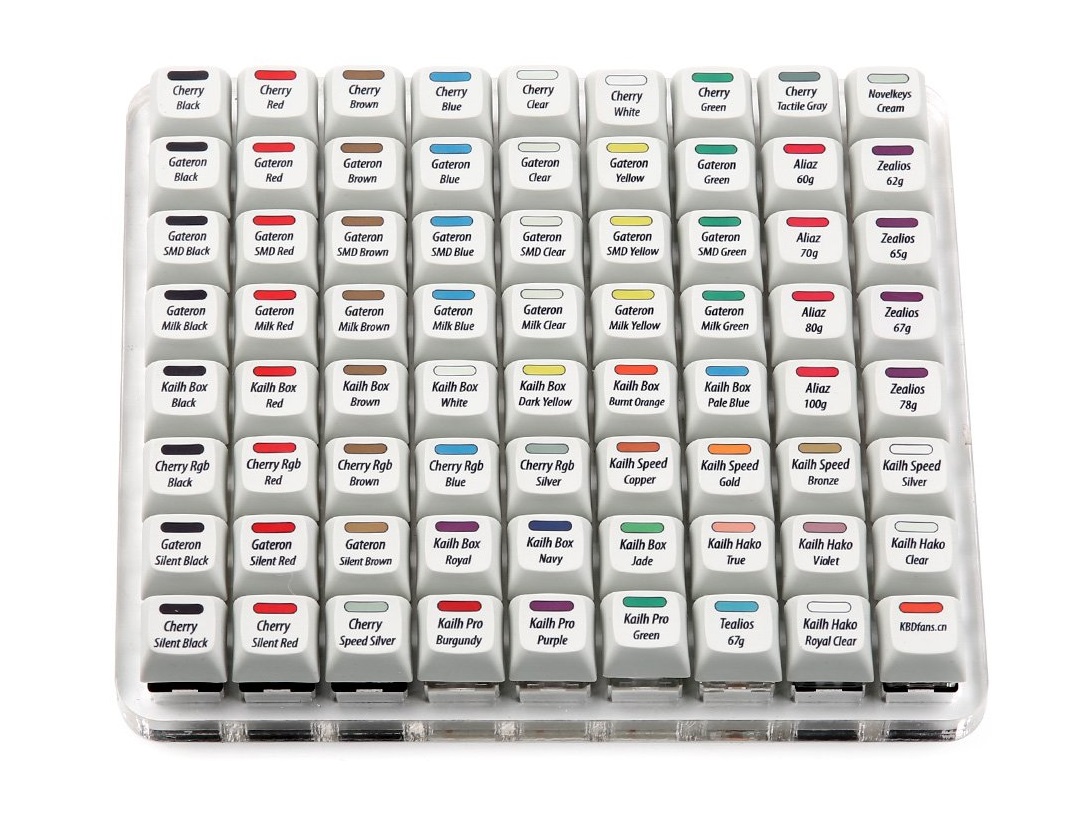 Cherry
Black
Cherry
Red
Cherry
Brown
Cherry
Blue
Cherry
Clear
Cherry
White
Cherry
Green
Cherry
Tactile Gray
Novelkeys
Cream
Gateron
Black
Gateron
Red
Gateron
Brown
Gateron
Blue
Gateron
Clear
Gateron
Yellow
Gateron
Green
Aliaz
60g
Zealios
62g
Gateron
SMD Black
Gateron
SMD Red
Gateron
SMD Brown
Gateron
SMD Blue
Gateron
SMD Clear
Gateron
SMD Yellow
Gateron
SMD Green
Aliaz
70g
Zealios
65g
Gateron
Milk Black
Gateron
Milk Red
Gateron
Milk Brown
Gateron
Milk Blue
Gateron
Milk Clear
Gateron
Milk Yellow
Gateron
Milk Green
Aliaz
80g
Zealios
67g
Kailh Box
Black
Kailh Box
Red
Kailh Box
Brown
Kailh Box
White
Kailh Box
Dark Yellow
Kailh Box
Burnt Orange
Kailh Box
Pale Blue
Aliaz
100g
Zealios
78g
Cherry Rgb
Black
Cherry Rgb
Red
Cherry Rgb
Brown
Cherry Rgb
Blue
Cherry Rgb
Silver
Kailh Speed
Copper
Kailh Speed
Gold
Kailh Speed
Bronze
Kailh Speed
Silver
Gateron
Silent Black
Gateron
Silent Red
Gateron
Silent Brown
Kailh Box
Royal
Kailh Box
Navy
Kailh Box
Jade
Kailh Hako
True
Kailh Hako
Violet
Kailh Hako
Clear
Cherry
Silent Black
Cherry
Silent Red
Cherry
Speed Silver
Kailh Pro
Burgundy
Kailh Pro
Purple
Kailh Pro
Green
Tealios
67g
Kailh Hako
Royal Clear
KBDfans.cn